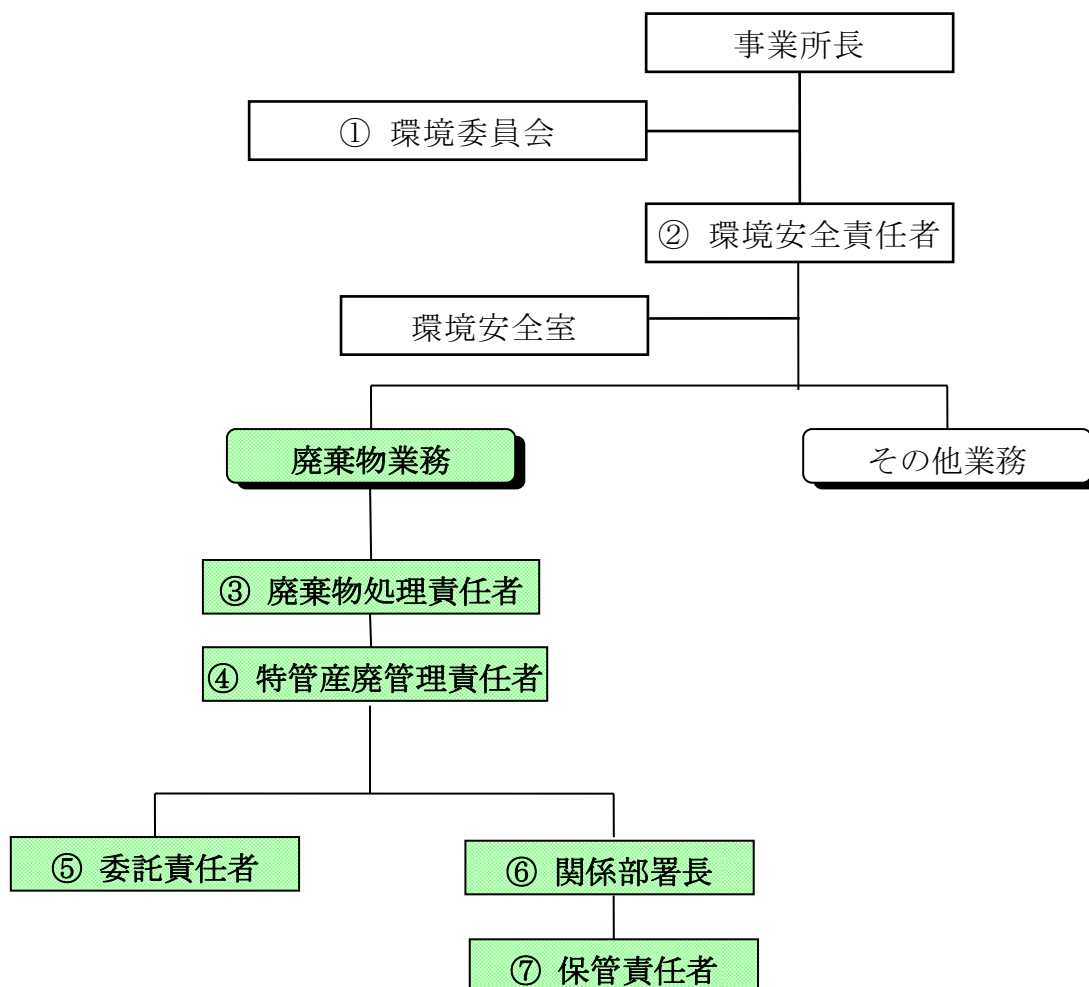 事業所長
① 環境委員会
② 環境安全責任者
環境安全室
廃棄物業務
その他業務
③ 廃棄物処理責任者
④ 特管産廃管理責任者
⑤ 委託責任者
⑥ 関係部署長
⑦ 保管責任者